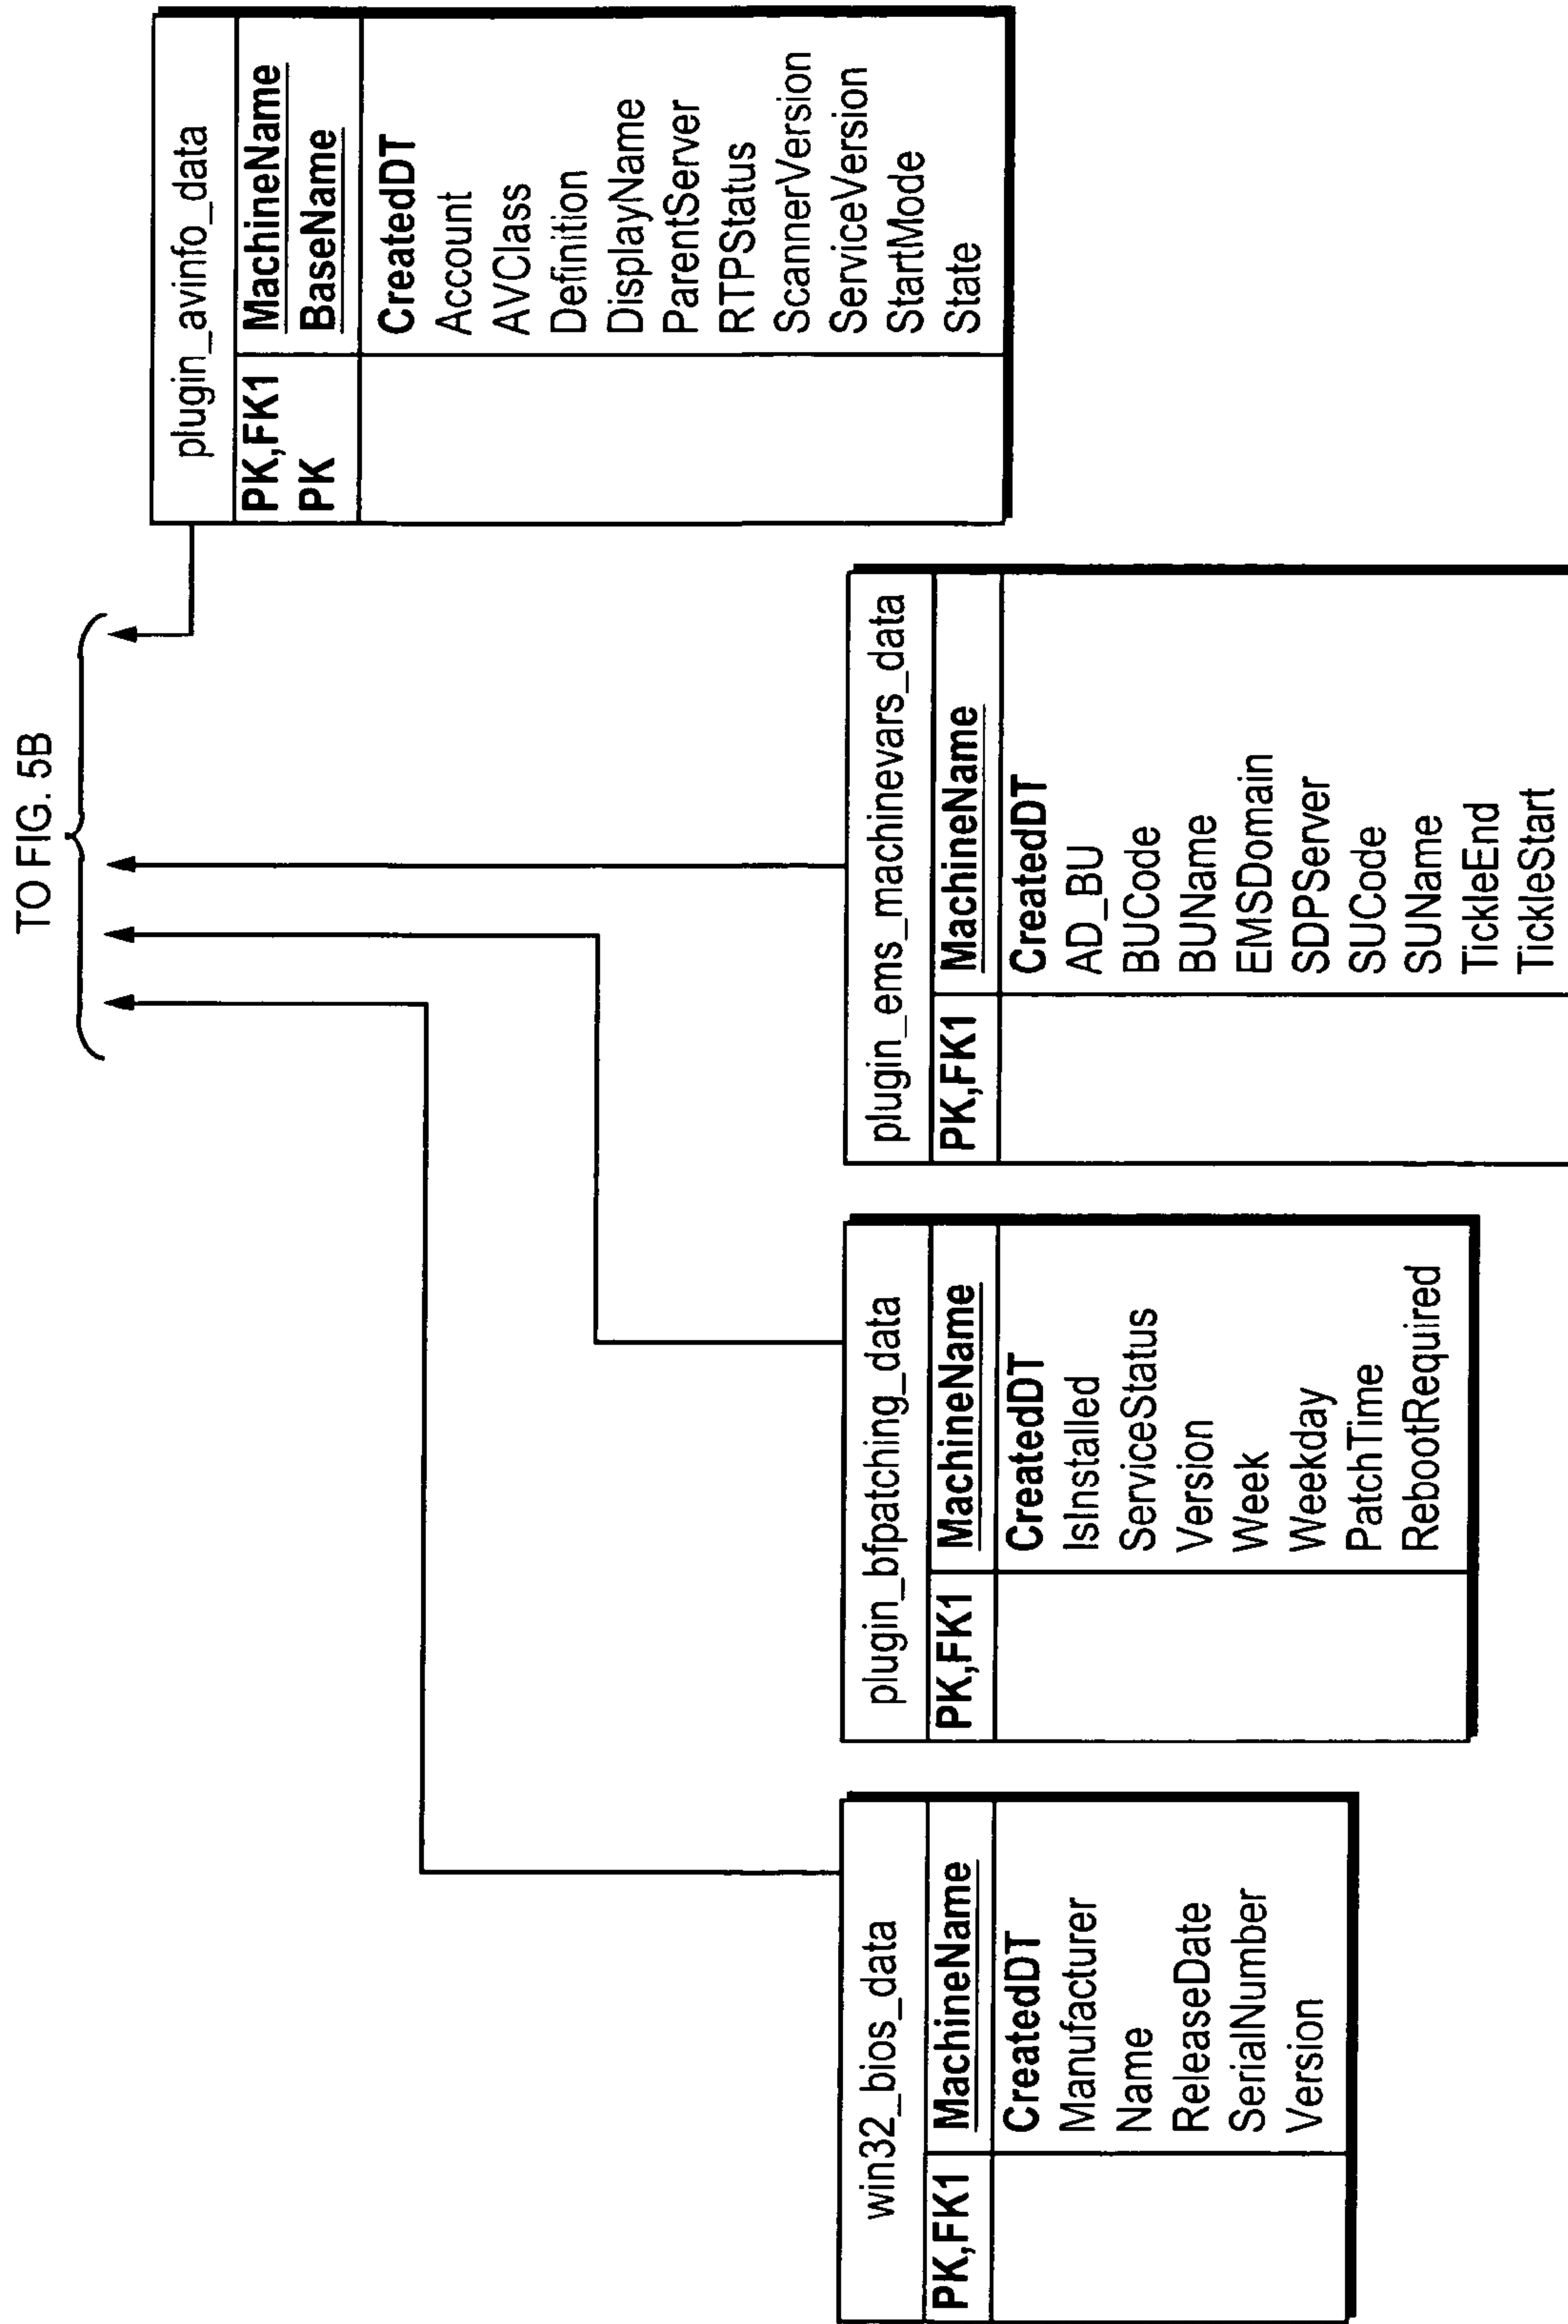 TO FIG. 5B
win32_bios_data
PK,FK1 MachineName
CreatedDT
Manufacturer
Name
ReleaseDate
SerialNumber
Version
plugin_bfpatching_data
PK,FK1 MachineName
CreatedDT
IsInstalled
ServiceStatus
Version
Week
Weekday
PatchTime
RebootRequired
plugin_ems_machinevars_data
PK,FK1 MachineName
CreatedDT
AD_BU
BUCode
BUName
EMSDomain
SDPServer
SUCode
SUName
TickleEnd
TickleStart
plugin_avinfo_data
PK,FK1 MachineName
PK BaseName
CreatedDT
Account
AVClass
Definition
DisplayName
ParentServer
RTPStatus
ScannerVersion
ServiceVersion
StartMode
State